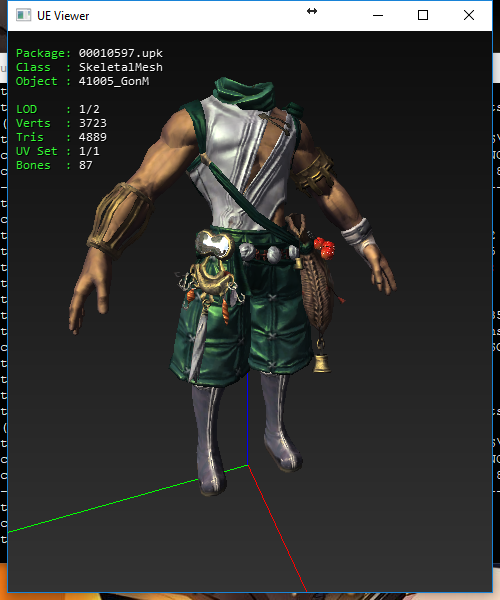 UE Viewer
Package: 00010597.upk
Class : SkeletalMesh
Object : 41005_GonM
LOD : 1/2
Verts : 3723
Tris : 4889
UV Set : 1/1
Bones : 87